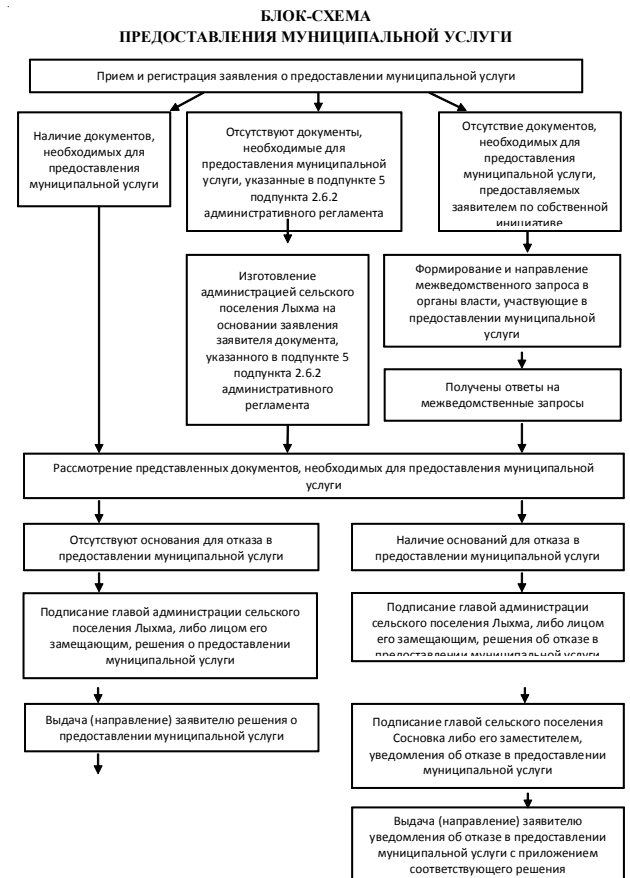 БЛОК-СХЕМА
ПРЕДОСТАВЛЕНИЯ МУНИЦИПАЛЬНОЙ УСЛУГИ
Прием и регистрация заявления о предоставлении муниципальной услуги
Наличие документов,
необходимых для
предоставления
муниципальной услуги
Отсутствуют документы,
необходимые для
предоставления муниципальной
услуги, указанные в подпункте 5
подпункта 2.6.2
административного регламента
Отсутствие документов,
необходимых для
предоставления
муниципальной услуги,
предоставляемых
заявителем по собственной
инициативе
Изготовление
администрацией сельского
поселения Лыхма на
основании заявления
заявителя документа,
указанного в подпункте 5
подпункта 2.6.2
административного
регламента
Формирование и направление
межведомственного запроса в
органы власти, участвующие в
предоставлении муниципальной
услуги
Получены ответы на
межведомственные запросы
Рассмотрение представленных документов, необходимых для предоставления муниципальной
услуги
Отсутствуют основания для отказа в
предоставлении муниципальной услуги
Наличие оснований для отказа в
предоставлении муниципальной услуги
Подписание главой администрации сельского
поселения Лыхма, либо лицом его
замещающим, решения о предоставлении
муниципальной услуги
Подписание главой администрации
сельского поселения Лыхма, либо лицом
его замещающим, решения об отказе в
предоставлении муниципальной услуги
Выдача (направление) заявителю решения о
предоставлении муниципальной услуги
Подписание главой сельского поселения
Сосновка либо его заместителем,
уведомления об отказе в предоставлении
муниципальной услуги
Выдача (направление) заявителю
уведомления об отказе в предоставлении
муниципальной услуги с приложением
соответствующего решения